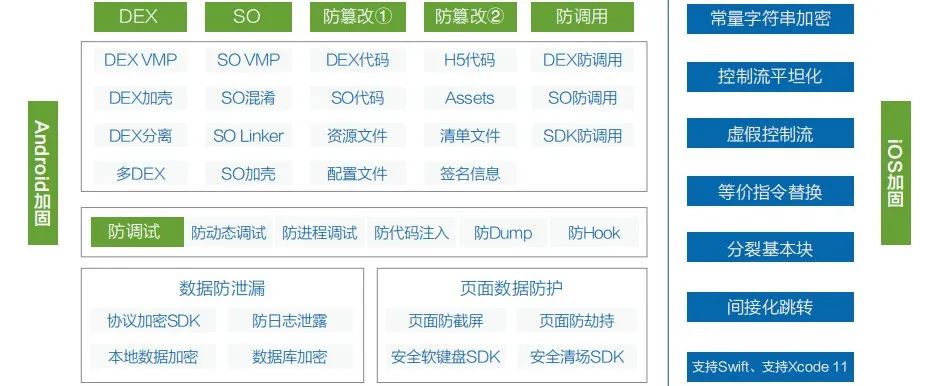 DEX
SO
防篡改①
防篡改②
防调用
DEX VMP
SO VMP
DEX代码
H5代码
DEX防调用
DEX加壳
SO混淆
SO代码
Assets
SO防调用
DEX分离
SO Linker
资源文件
清单文件
SDK防调用
多DEX
SO加壳
配置文件
签名信息
Android加固
防调试
防动态调试
防进程调试
防代码注入
防Dump
防Hook
数据防泄漏
协议加密SDK
防日志泄露
本地数据加密
数据库加密
页面数据防护
页面防截屏
页面防劫持
安全软键盘SDK
安全清场SDK
常量字符串加密
控制流平坦化
虚假控制流
等价指令替换
分裂基本块
间接化跳转
支持Swift、支持Xcode 11
iOS加固